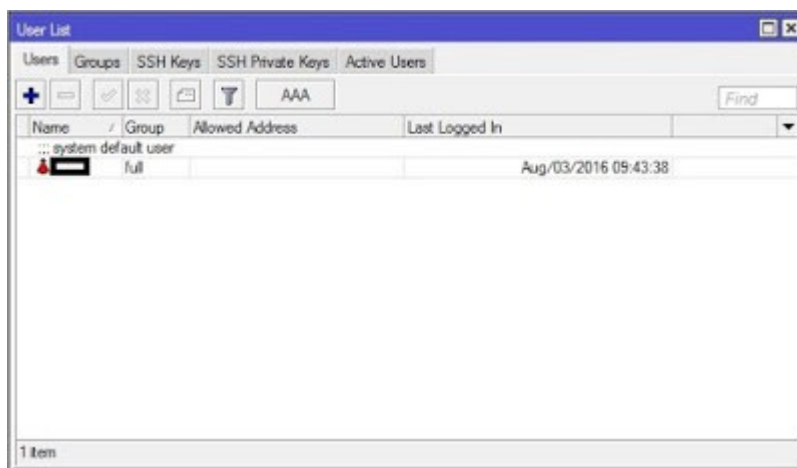 User List
Users Groups SSH Keys SSH Private Keys Active Users
AAA Find
Name / Group Allowed Address Last Logged In
::: system default user
full Aug/03/2016 09:43:38
1 item